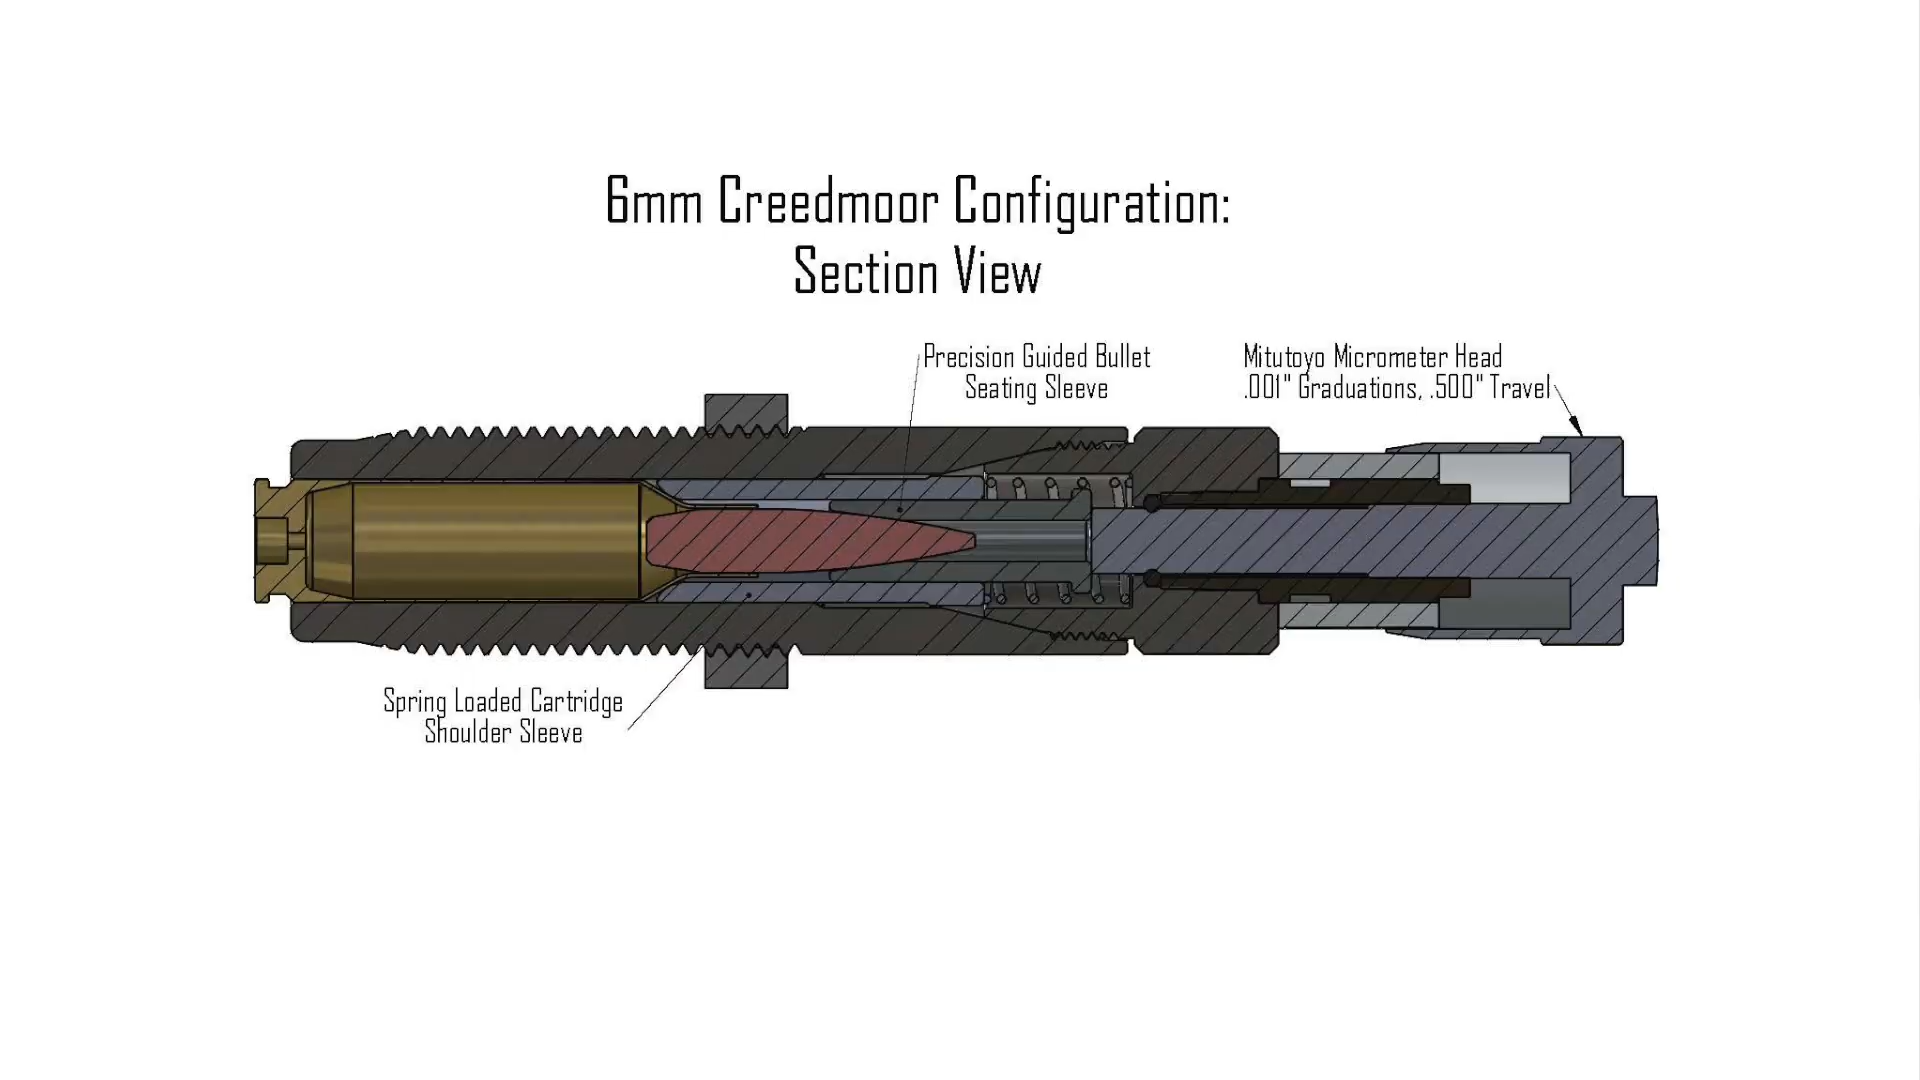 6mm Creedmoor Configuration:
Section View
Precision Guided Bullet
Seating Sleeve
Mitutoyo Micrometer Head
.001" Graduations, .500" Travel
Spring Loaded Cartridge
Shoulder Sleeve